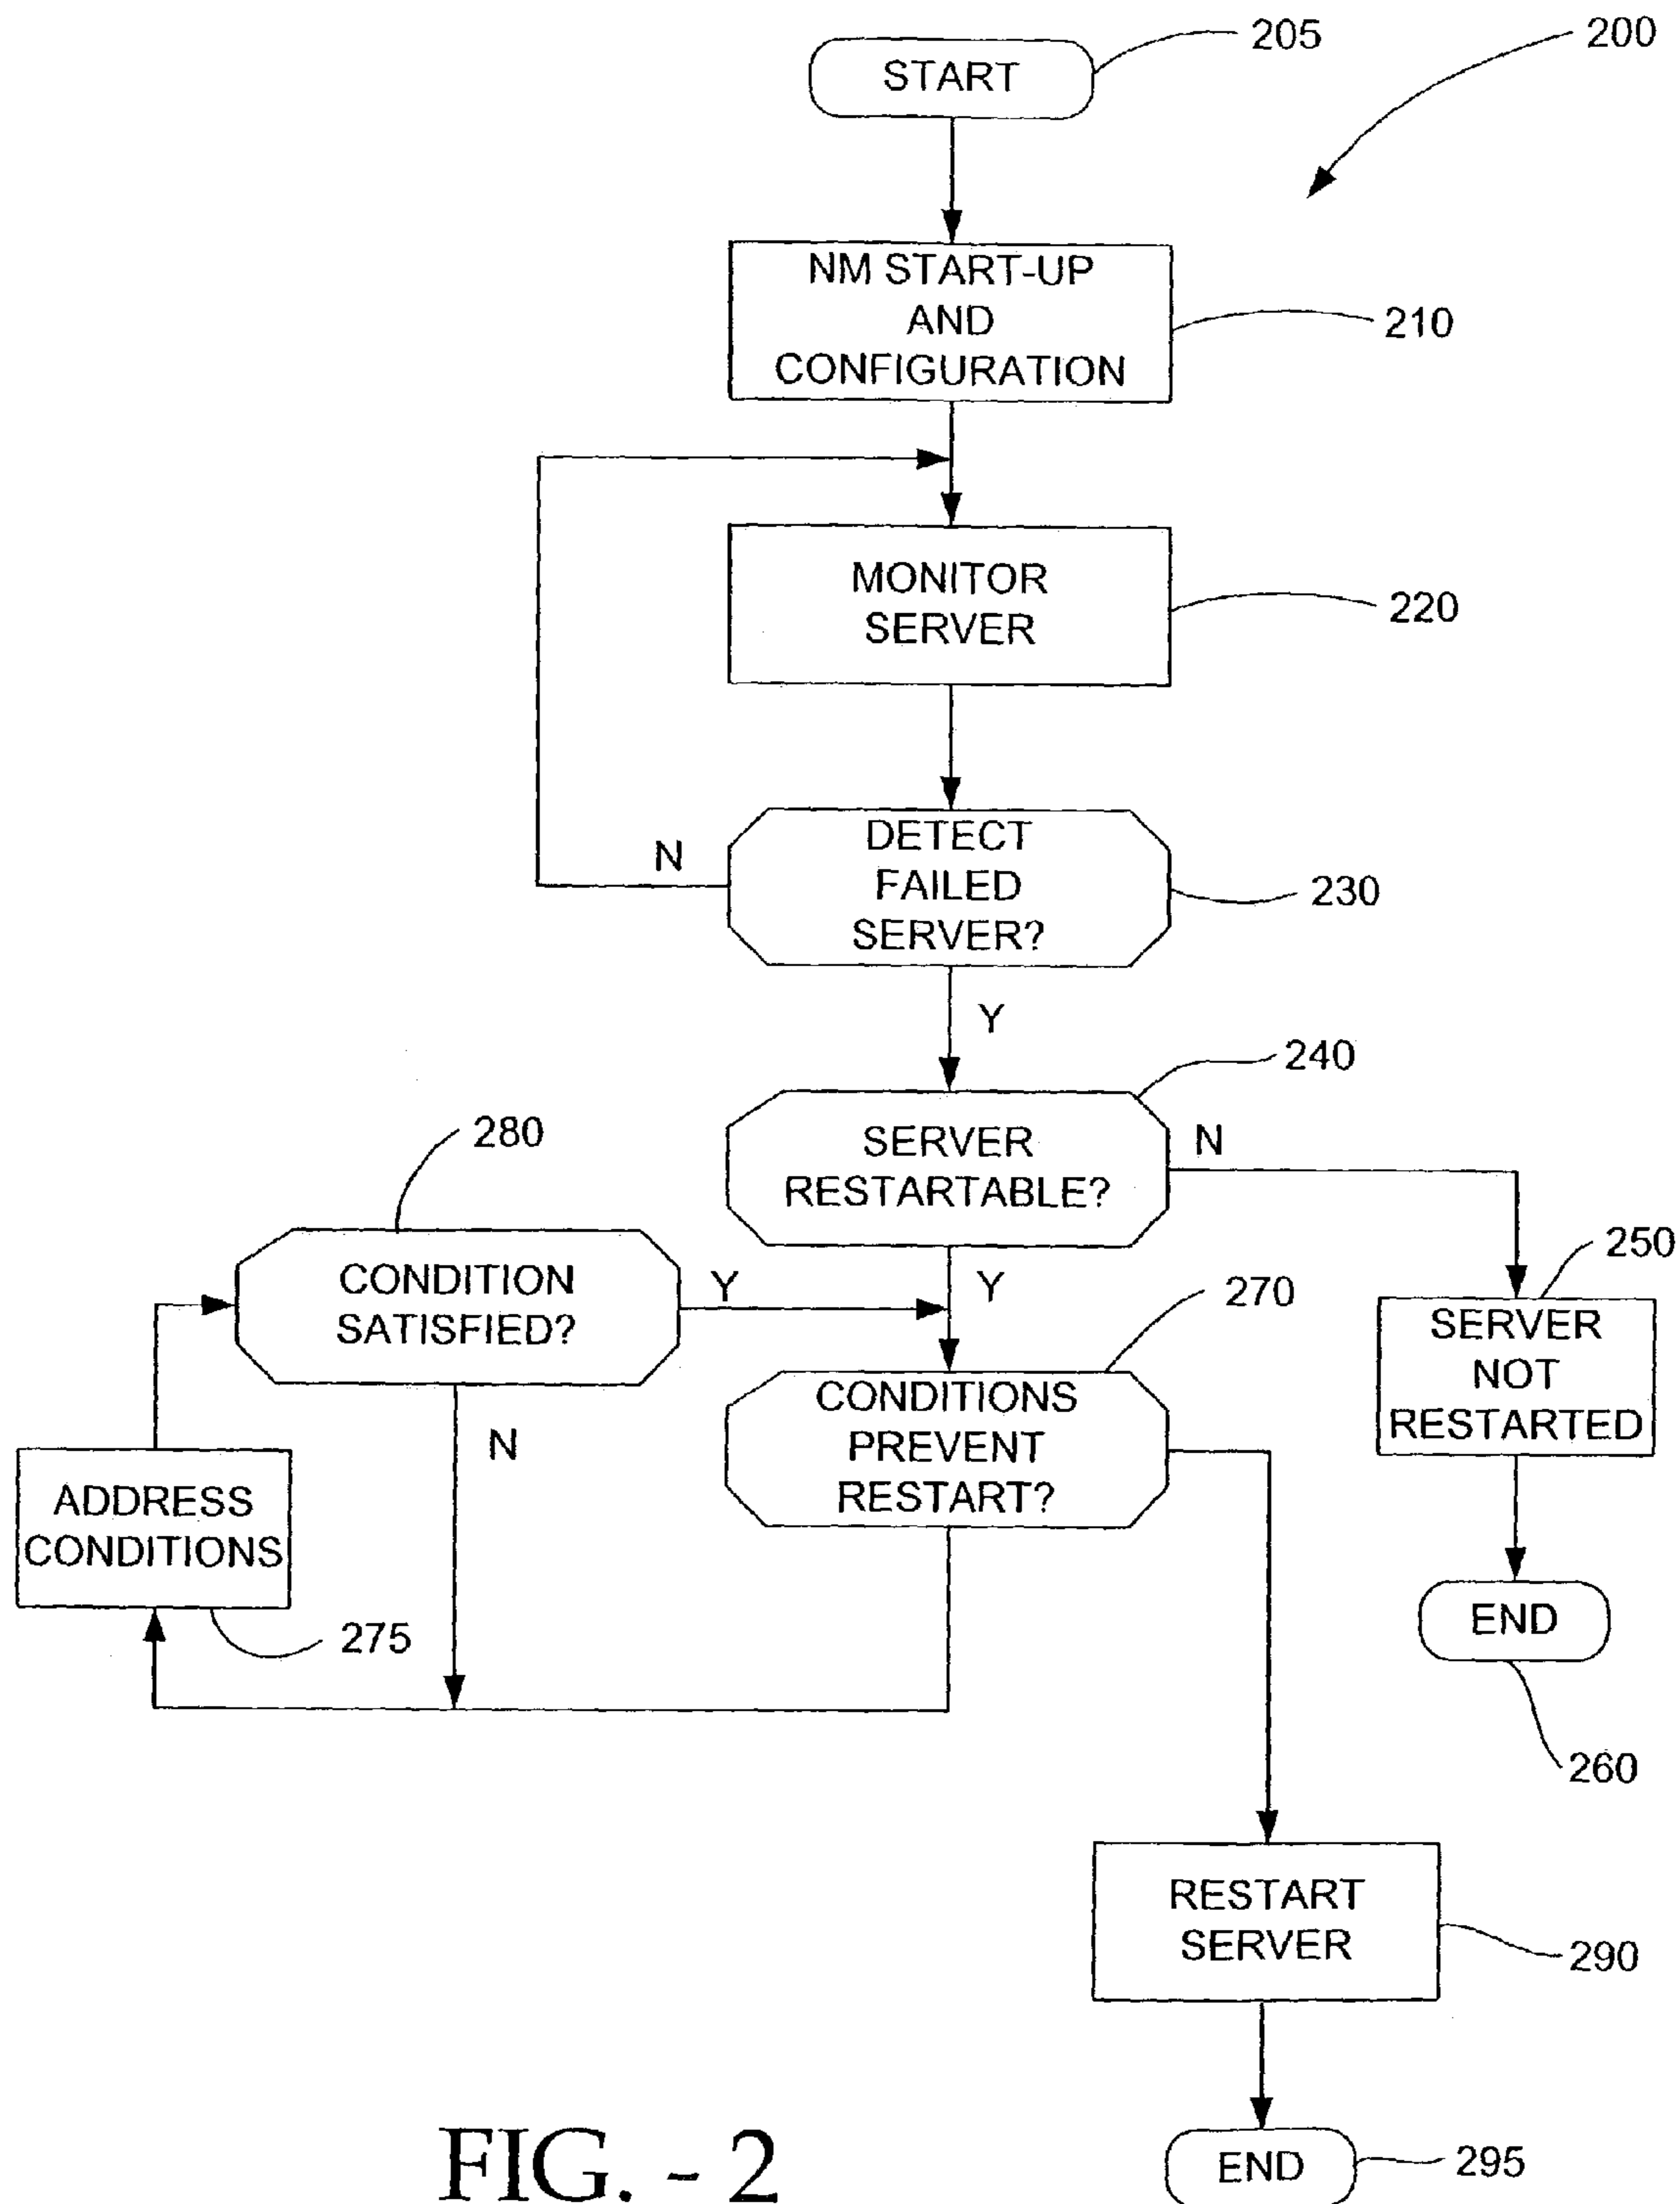 START
205
200
NM START-UP
AND
CONFIGURATION
210
MONITOR
SERVER
220
DETECT
FAILED
SERVER?
N
230
Y
240
SERVER
RESTARTABLE?
N
280
CONDITION
SATISFIED?
Y
Y
270
250
SERVER
NOT
RESTARTED
CONDITIONS
PREVENT
RESTART?
N
ADDRESS
CONDITIONS
275
END
260
RESTART
SERVER
290
END
295
FIG. - 2